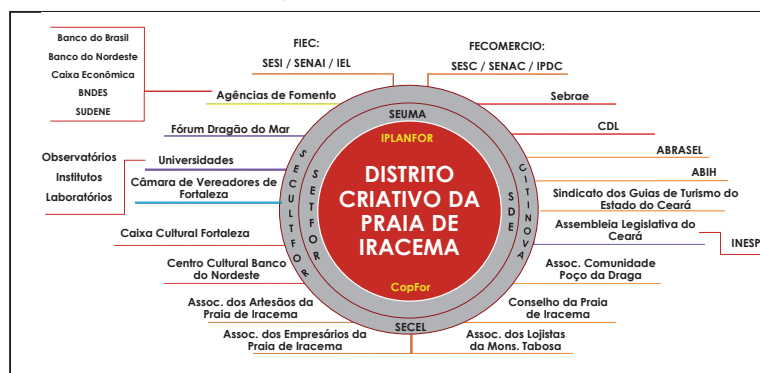 Banco do Brasil
Banco do Nordeste
Caixa Econômica
BNDES
SUDENE
FIEC:
SESI / SENAI / IEL
FECOMERCIO:
SESC / SENAC / IPDC
Agências de Fomento
Fórum Dragão do Mar
Observatórios
Institutos
Laboratórios
Universidades
Câmara de Vereadores de
Fortaleza
Caixa Cultural Fortaleza
Centro Cultural Banco
do Nordeste
Assoc. dos Artesãos da
Praia de Iracema
Assoc. dos Empresários da
Praia de Iracema
SEUMA
SECULTFOR
SETFOR
IPLANFOR
DISTRITO
CRIATIVO DA
PRAIA DE
IRACEMA
CopFor
SDE
CITINOVA
SECEL
Sebrae
CDL
ABRASEL
ABIH
Sindicato dos Guias de Turismo do
Estado do Ceará
Assembleia Legislativa do
Ceará
INESP
Assoc. Comunidade
Poço da Draga
Conselho da Praia
de Iracema
Assoc. dos Lojistas
da Mons. Tabosa